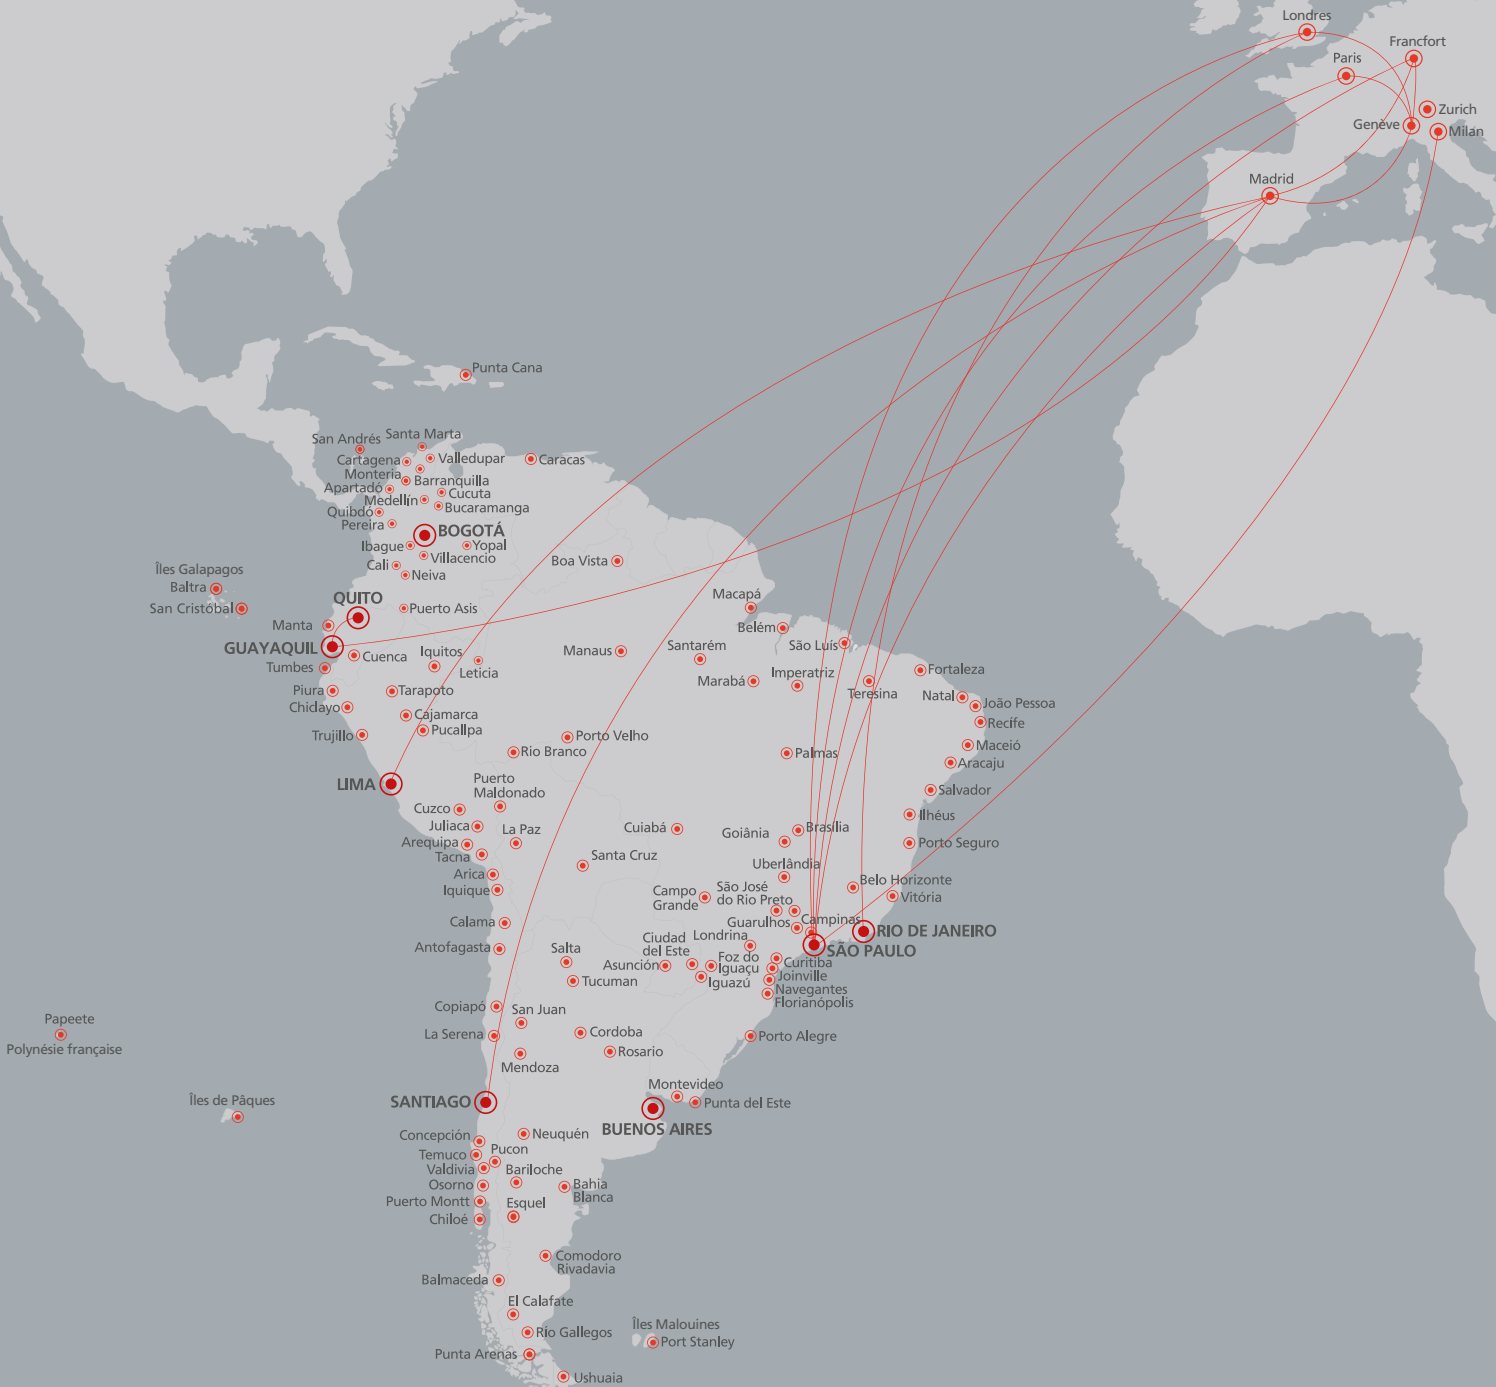 Londres
Francfort
Paris
Zurich
Genève
Milan
Madrid
Punta Cana
San Andrés
Santa Marta
Cartagena
Valledupar
Caracas
Monteria
Barranquilla
Apartadó
Medellín
Cucuta
Bucaramanga
Quibdó
Pereira
BOGOTÁ
Ibague
Yopal
Villacencio
Cali
Neiva
Boa Vista
Îles Galapagos
Baltra
San Cristóbal
QUITO
Puerto Asis
Macapá
Manta
Belém
GUAYAQUIL
Cuenca
Iquitos
Leticia
Manaus
Santarém
São Luís
Tumbes
Imperatriz
Marabá
Teresina
Fortaleza
Piura
Tarapoto
Natal
João Pessoa
Chiclayo
Cajamarca
Recife
Trujillo
Pucallpa
Porto Velho
Rio Branco
Palmas
Maceió
Aracaju
LIMA
Puerto
Maldonado
Salvador
Cuzco
Ilhéus
Juliaca
La Paz
Cuiabá
Goiânia
Brasília
Arequipa
Porto Seguro
Tacna
Santa Cruz
Uberlândia
Arica
Belo Horizonte
Iquique
Campo
Grande
São José
do Rio Preto
Vitória
Calama
Guarulhos
Campinas
RIO DE JANEIRO
Antofagasta
Salta
Ciudad
del Este
Londrina
SÃO PAULO
Asunción
Foz do
Iguaçu
Curitiba
Tucuman
Iguazú
Joinville
Navegantes
Florianópolis
Copiapó
San Juan
Papeete
Polynésie française
La Serena
Cordoba
Porto Alegre
Rosario
Mendoza
Montevideo
Îles de Pâques
SANTIAGO
Punta del Este
BUENOS AIRES
Concepción
Neuquén
Temuco
Pucon
Valdivia
Bariloche
Osorno
Bahia
Blanca
Puerto Montt
Esquel
Chiloé
Comodoro
Rivadavia
Balmaceda
El Calafate
Río Gallegos
Îles Malouines
Port Stanley
Punta Arenas
Ushuaia